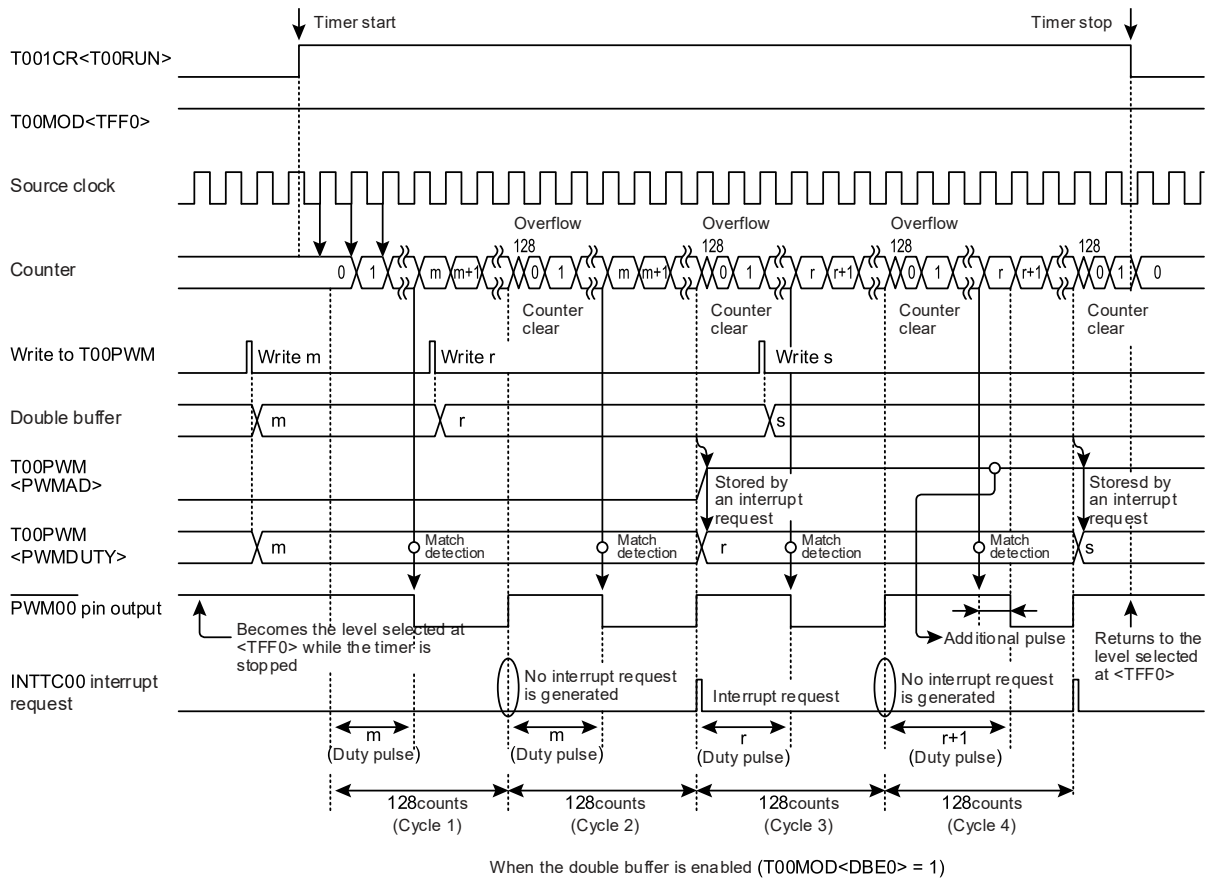 Timer start
Timer stop
T001CR<T00RUN>
T00MOD<TFF0>
Source clock
Overflow
Overflow
Overflow
Counter
0
1
m
m+1
128
0
1
m
m+1
128
0
1
r
r+1
128
0
1
r
r+1
128
0
1
0
Counter
clear
Counter
clear
Counter
clear
Counter
clear
Write to T00PWM
Write m
Write r
Write s
Double buffer
m
r
s
T00PWM
<PWMAD>
Stored by
an interrupt
request
Storesd by
an interrupt
request
T00PWM
<PWMDUTY>
m
Match
detection
Match
detection
r
Match
detection
Match
detection
s
PWM00 pin output
Becomes the level selected at
<TFF0> while the timer is
stopped
Additional pulse
Returns to the
level selected
at <TFF0>
INTTC00 interrupt
request
No interrupt request
is generated
Interrupt request
No interrupt request
is generated
m
(Duty pulse)
m
(Duty pulse)
r
(Duty pulse)
r+1
(Duty pulse)
128counts
(Cycle 1)
128counts
(Cycle 2)
128counts
(Cycle 3)
128counts
(Cycle 4)
When the double buffer is enabled (T00MOD<DBE0> = 1)